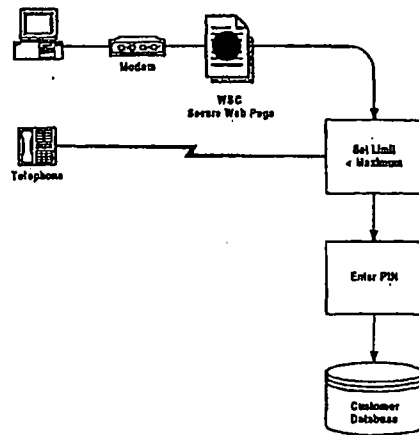 Modem
WSC
Secure Web Page
Telephone
Set Limit
< Maximum
Enter PIN
Customer
Database